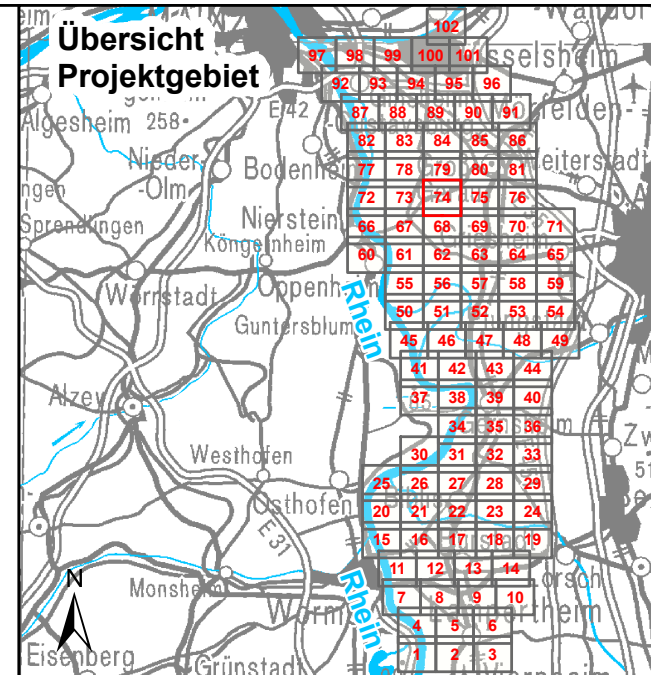 Übersicht
Projektgebiet
102
97 98 99 100 101
sselsheim
92 93 94 95 96
E 42
87 88 89 90 91
Algesheim 258
82 83 84 85 86
Nieder-
-Olm
Bodenheim
77 78 79 80 81
72 73 74 75 76
Sprendlingen
Nierstein
66 67 68 69 70 71
Köngernheim
60 61 62 63 64 65
Wörrstadt
Oppenheim
55 56 57 58 59
Rhein
50 51 52 53 54
Guntersblum
45 46 47 48 49
41 42 43 44
Alzey
37 38 39 40
34 35 36
Westhofen
30 31 32 33
25 26 27 28 29
Osthofen
20 21 22 23 24
E 31
15 16 17 18 19
11 12 13 14
orsch
N
Monsheim
Rhein
7 8 9 10
Worms
4 5 6
Eisenberg
Grünstadt
1 2 3